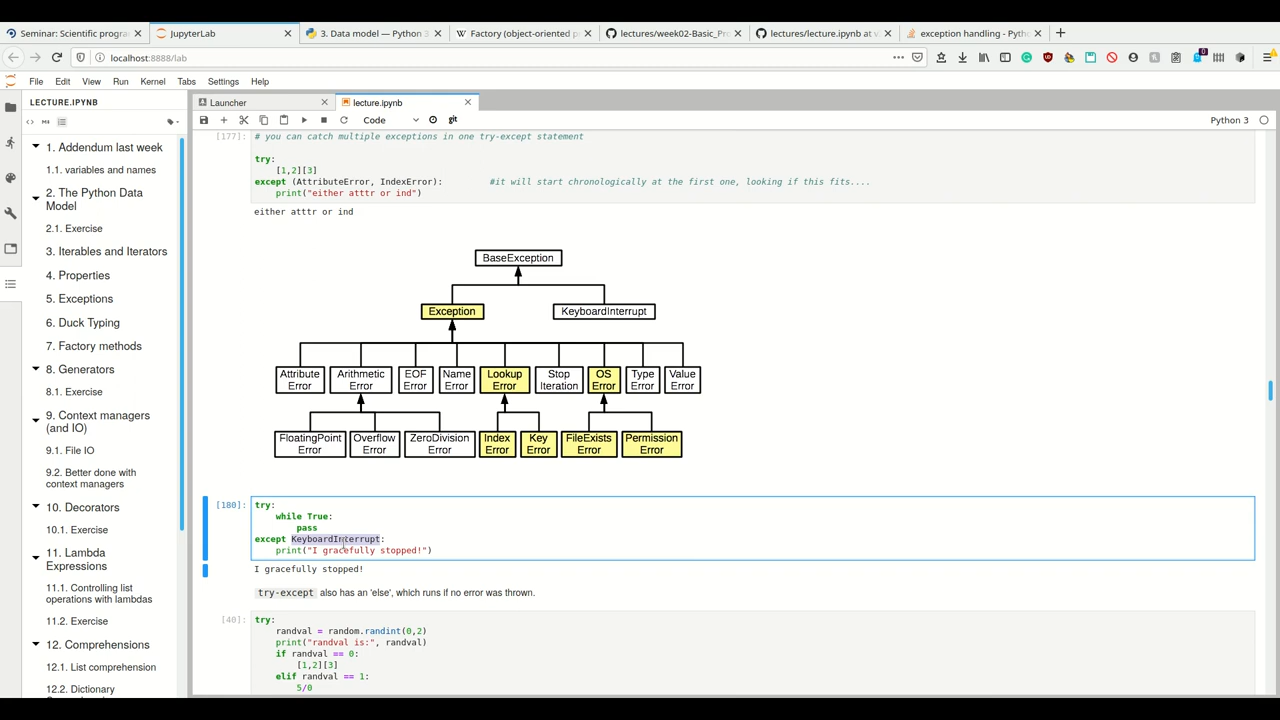 Seminar: Scientific progra
JupyterLab
3. Data model — Python 3.
Factory (object-oriented p
lectures/week02-Basic_Pr
lectures/lecture.ipynb at v
exception handling - Pyth
localhost:8888/lab
File Edit View Run Kernel Tabs Settings Help
LECTURE.IPYNB
Launcher
lecture.ipynb
Code
git
Python 3
1. Addendum last week
1.1. variables and names
2. The Python Data
Model
2.1. Exercise
3. Iterables and Iterators
4. Properties
5. Exceptions
6. Duck Typing
7. Factory methods
8. Generators
8.1. Exercise
9. Context managers
(and IO)
9.1. File IO
9.2. Better done with
context managers
10. Decorators
10.1. Exercise
11. Lambda
Expressions
11.1. Controlling list
operations with lambdas
11.2. Exercise
12. Comprehensions
12.1. List comprehension
12.2. Dictionary
[177]: # you can catch multiple exceptions in one try-except statement
try:
[1,2][3]
except (AttributeError, IndexError): #it will start chronologically at the first one, looking if this fits....
print("either atttr or ind")
either atttr or ind
BaseException
Exception
KeyboardInterrupt
Attribute Error
Arithmetic Error
EOF Error
Name Error
Lookup Error
Stop Iteration
OS Error
Type Error
Value Error
FloatingPoint Error
Overflow Error
ZeroDivision Error
Index Error
Key Error
FileExists Error
Permission Error
[180]: try:
while True:
pass
except KeyboardInterrupt:
print("I gracefully stopped!")
I gracefully stopped!
try-except also has an 'else', which runs if no error was thrown.
[40]: try:
randval = random.randint(0,2)
print("randval is:", randval)
if randval == 0:
[1,2][3]
elif randval == 1:
5/0